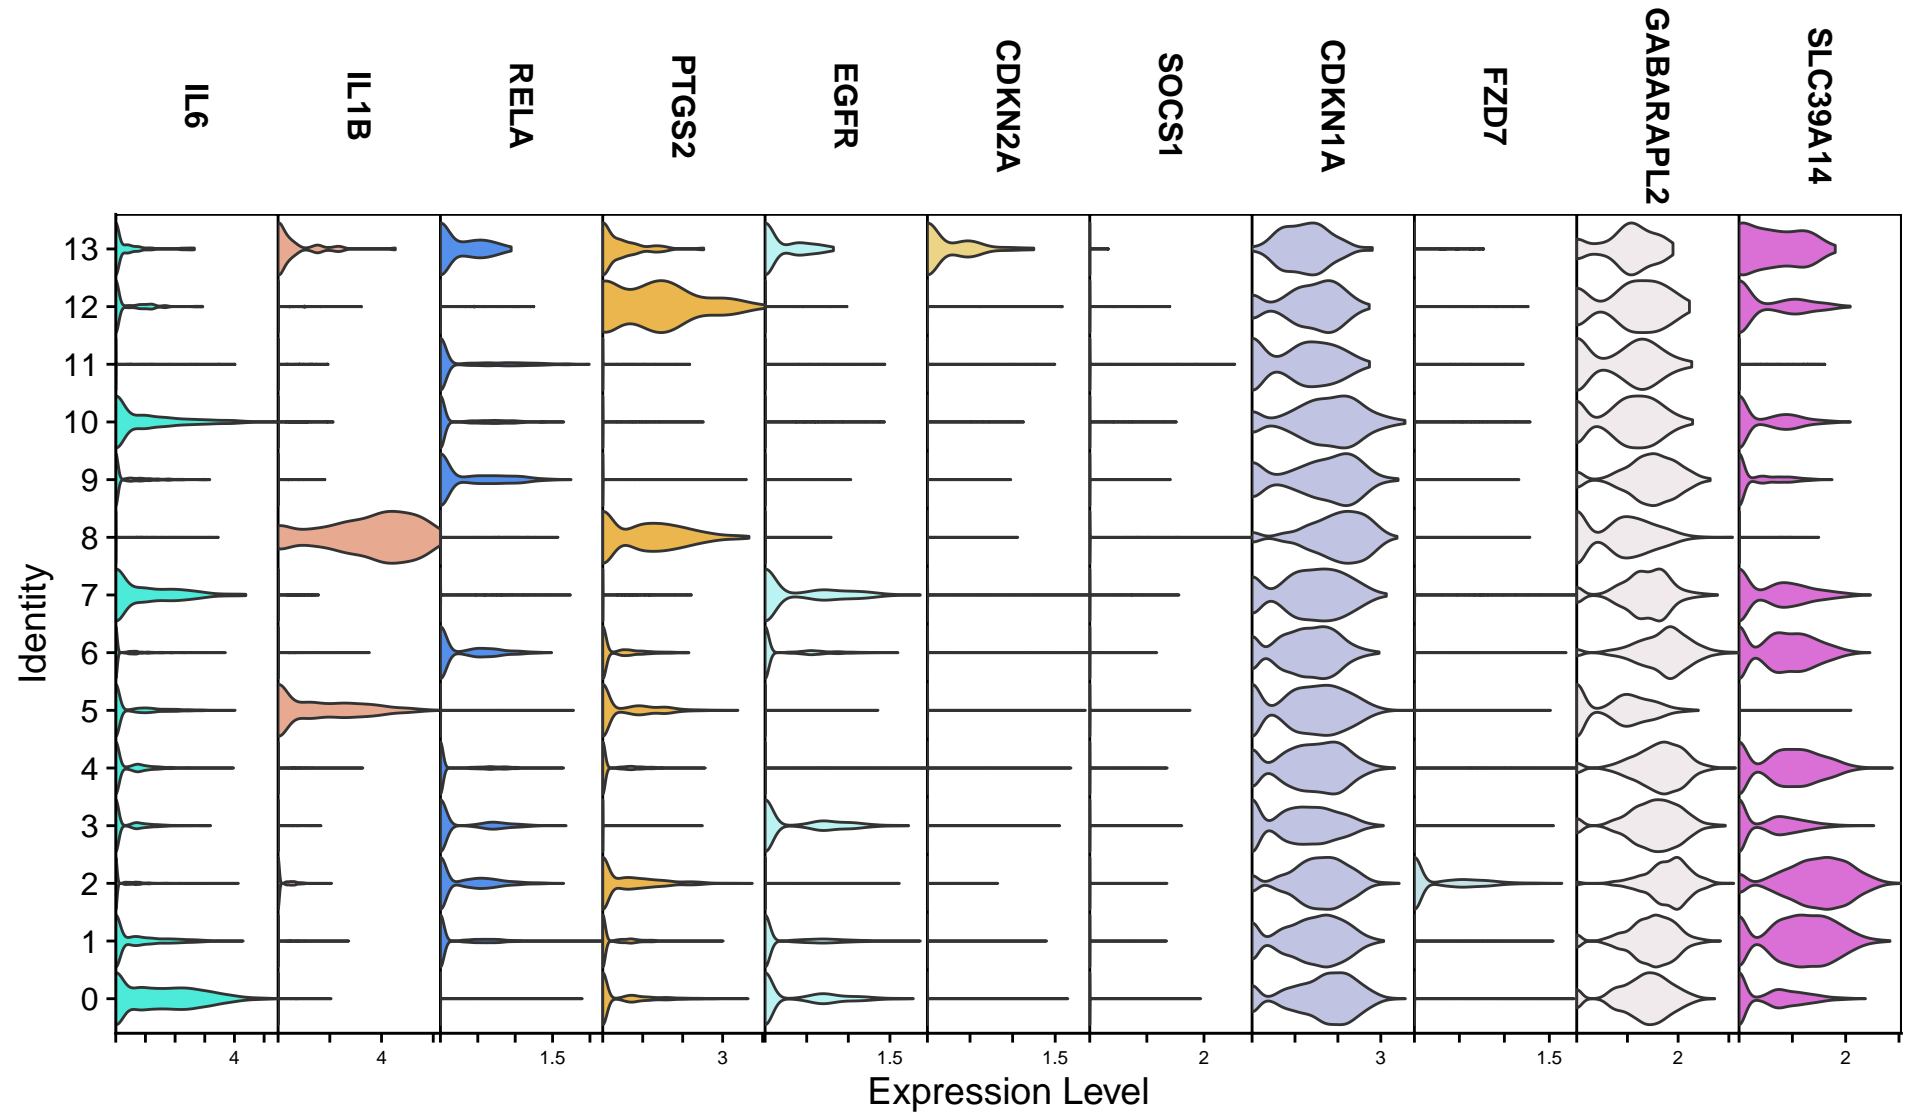 IL6
IL1B
RELA
PTGS2
EGFR
CDKN2A
SOCS1
CDKN1A
FZD7
GABARAPL2
SLC39A14
Identity
13
12
11
10
9
8
7
6
5
4
3
2
1
0
4 4 1.5 3 1.5 1.5 2 3 1.5 2 2
Expression Level